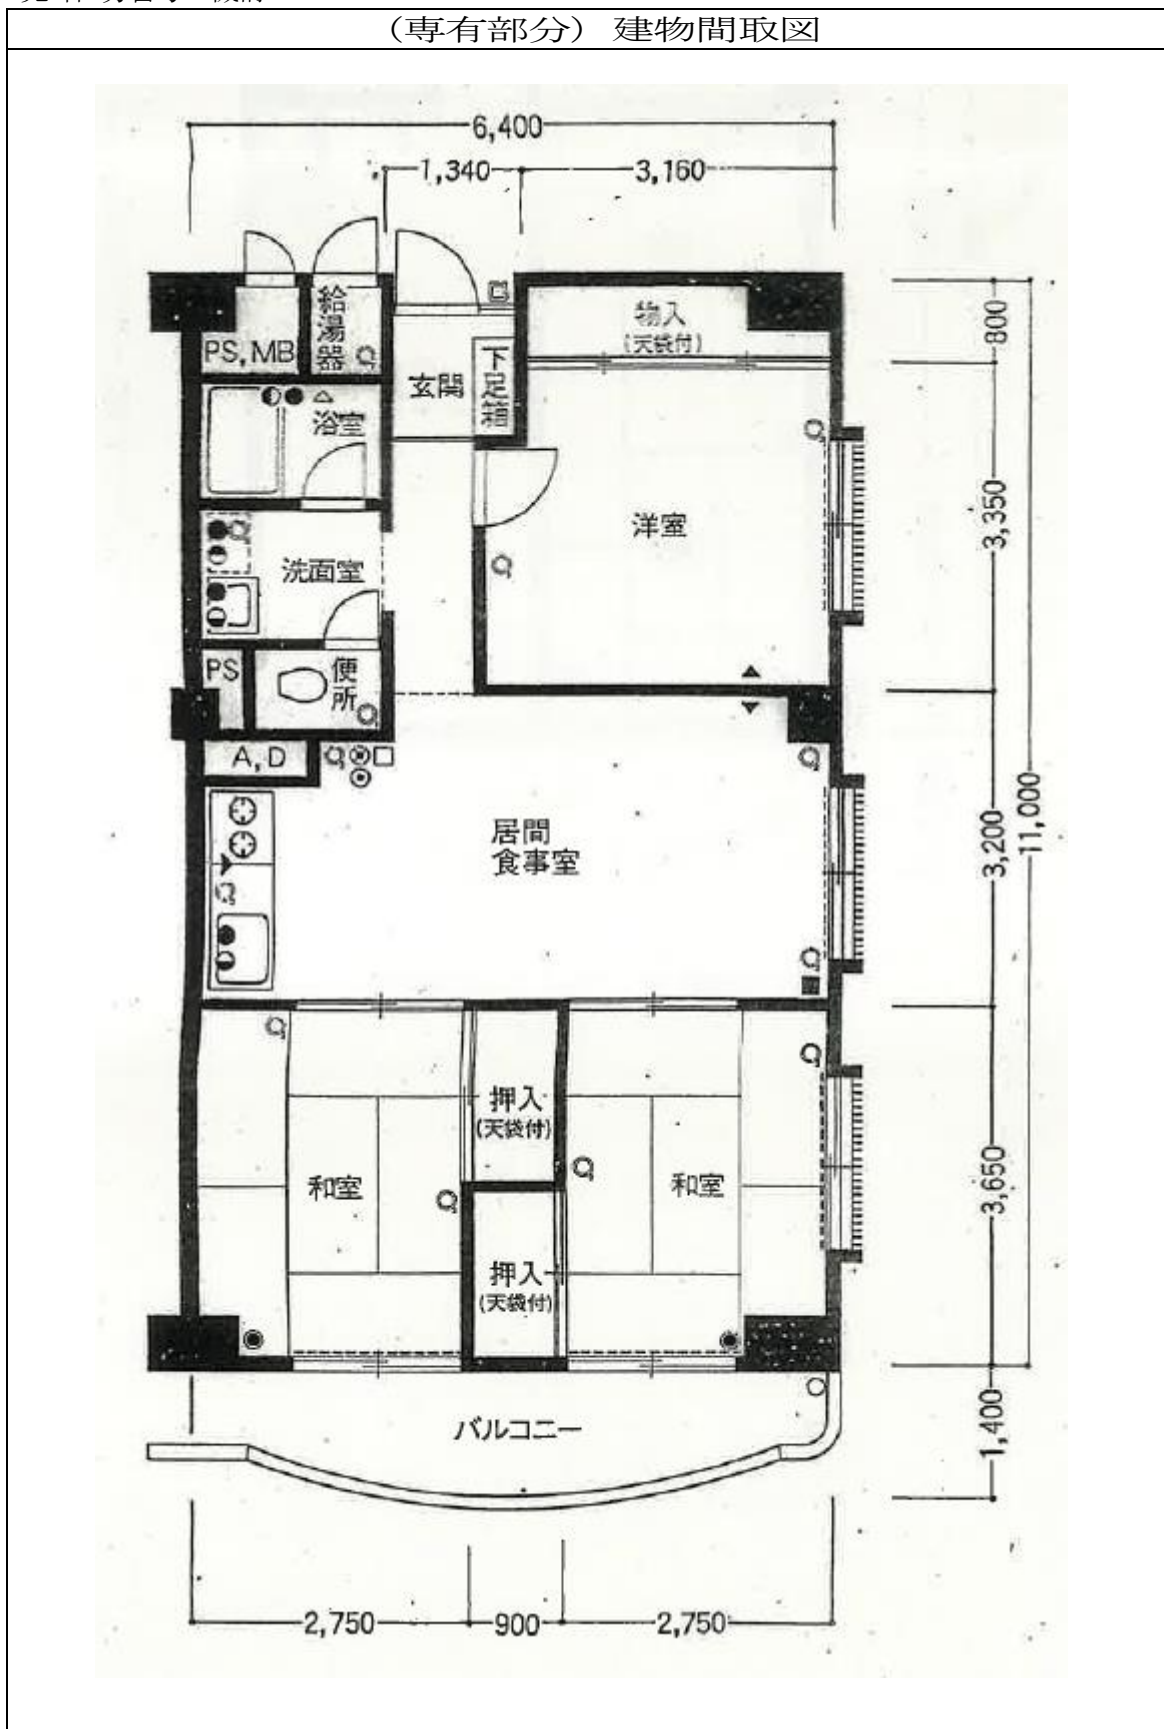 (専有部分) 建物間取図
6,400
1,340
3,160
給湯器
物入
(天袋付)
800
PS,MB
下足箱
玄関
浴室
3,350
洋室
洗面室
PS
便所
A,D
居間
食事室
3,200
11,000
押入
(天袋付)
和室
和室
3,650
押入
(天袋付)
バルコニー
1,400
2,750
900
2,750